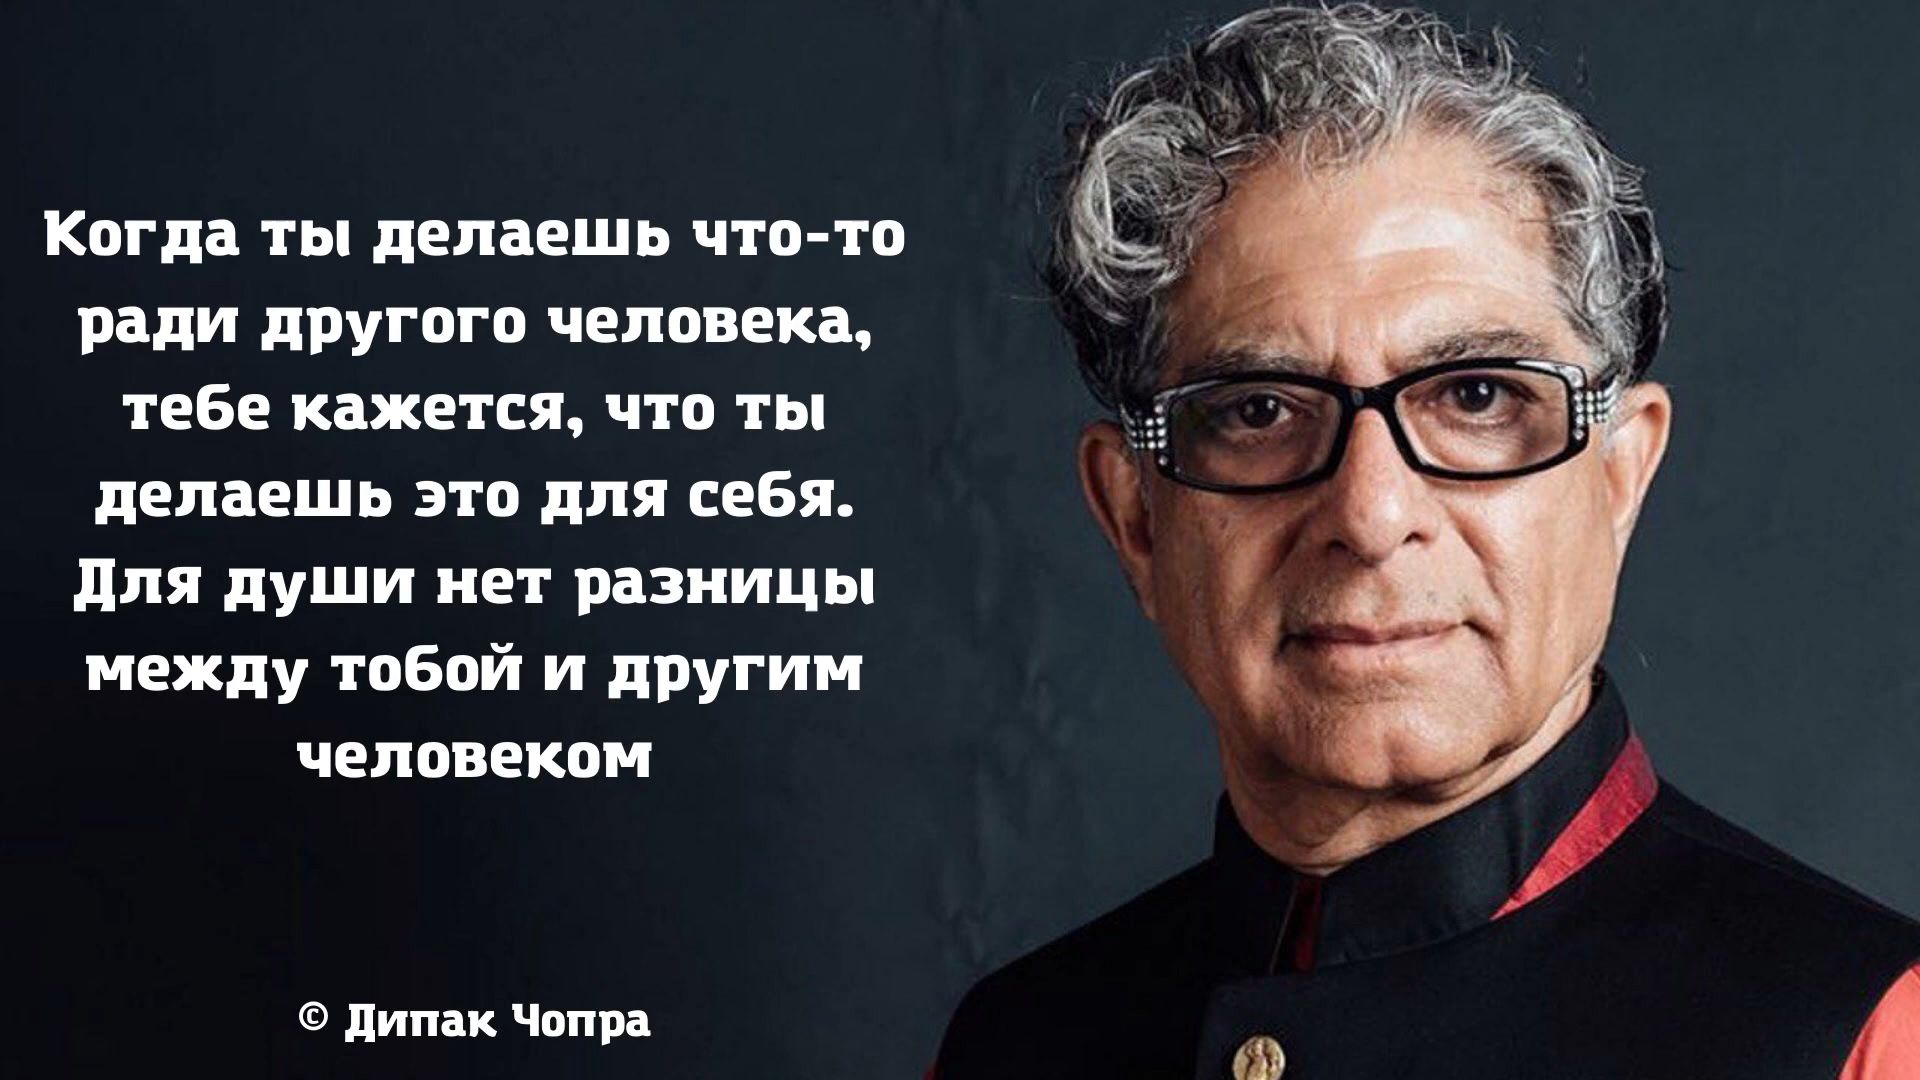 Когда ты делаешь что-то
ради другого человека,
тебе кажется, что ты
делаешь это для себя.
Для души нет разницы
между тобой и другим
человеком
© Дипак Чопра